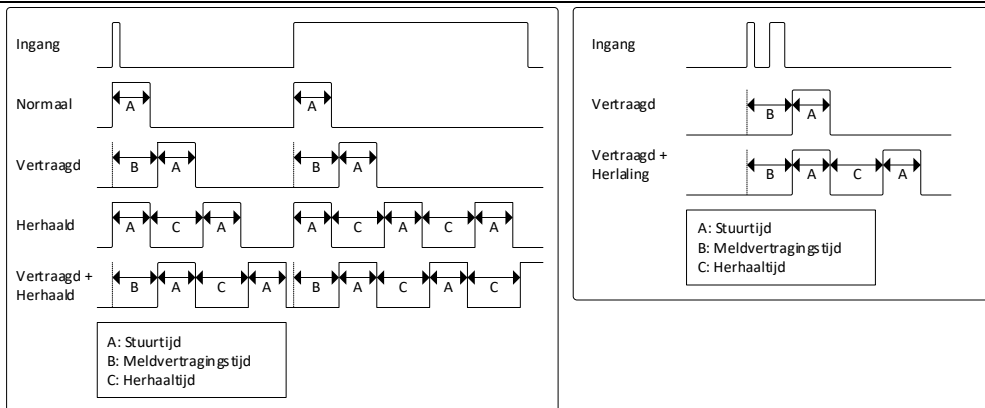 Ingang
Normaal
A A
Vertraagd
B A B A
Herhaald
A C A A C A C A
Vertraagd +
Herhaald
B A C A B A C A C
A: Stuurtijd
B: Meldvertragingstijd
C: Herhaaltijd
Ingang
Vertraagd
B A
Vertraagd +
Herlaling
B A C A
A: Stuurtijd
B: Meldvertragingstijd
C: Herhaaltijd